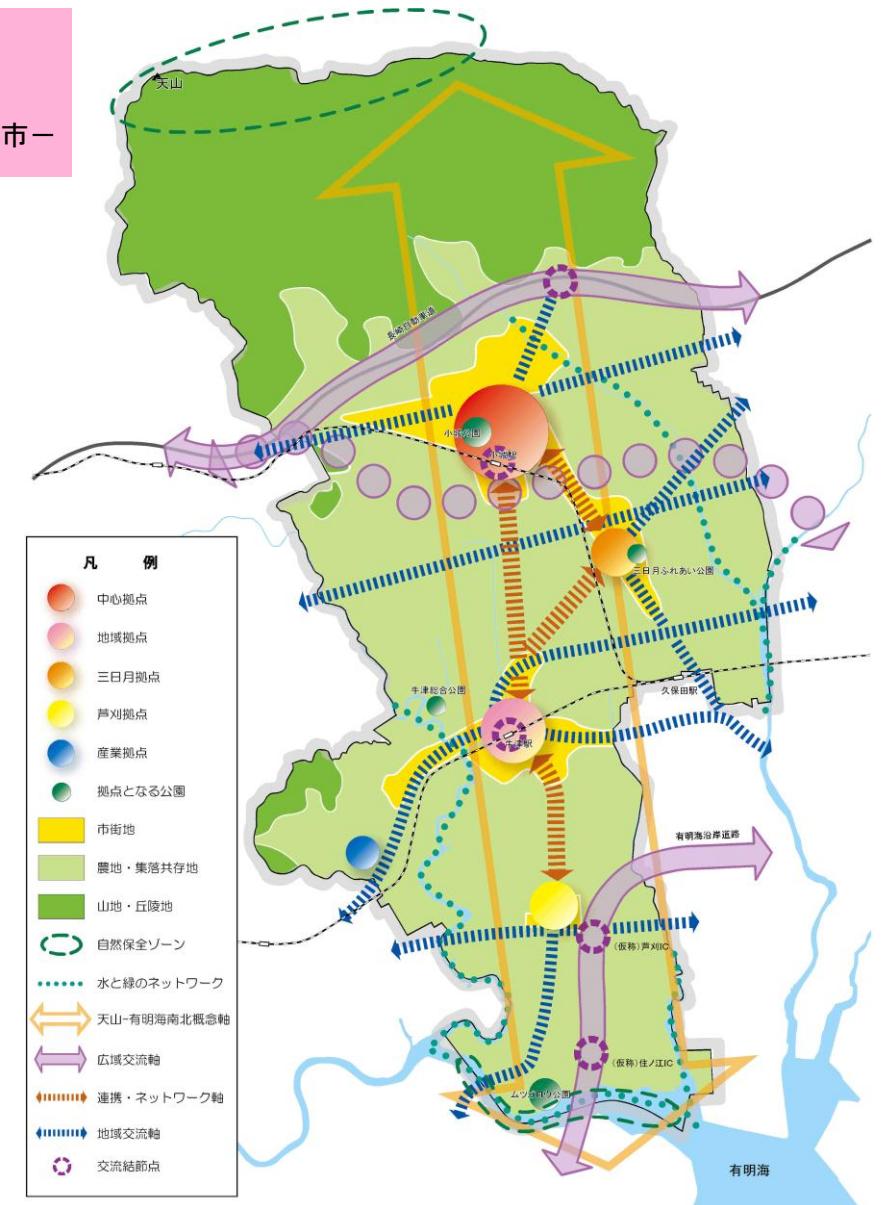 市ー
天山
長崎自動車道
小城公園
小城駅
三日月ふれあい公園
牛津総合公園
久保田駅
牛津駅
有明海沿岸道路
(仮称)芦刈IC
(仮称)住ノ江IC
ムツゴロウ公園
有明海
凡 例
中心拠点
地域拠点
三日月拠点
芦刈拠点
産業拠点
拠点となる公園
市街地
農地・集落共存地
山地・丘陵地
自然保全ゾーン
水と緑のネットワーク
天山-有明海南北概念軸
広域交流軸
連携・ネットワーク軸
地域交流軸
交流結節点